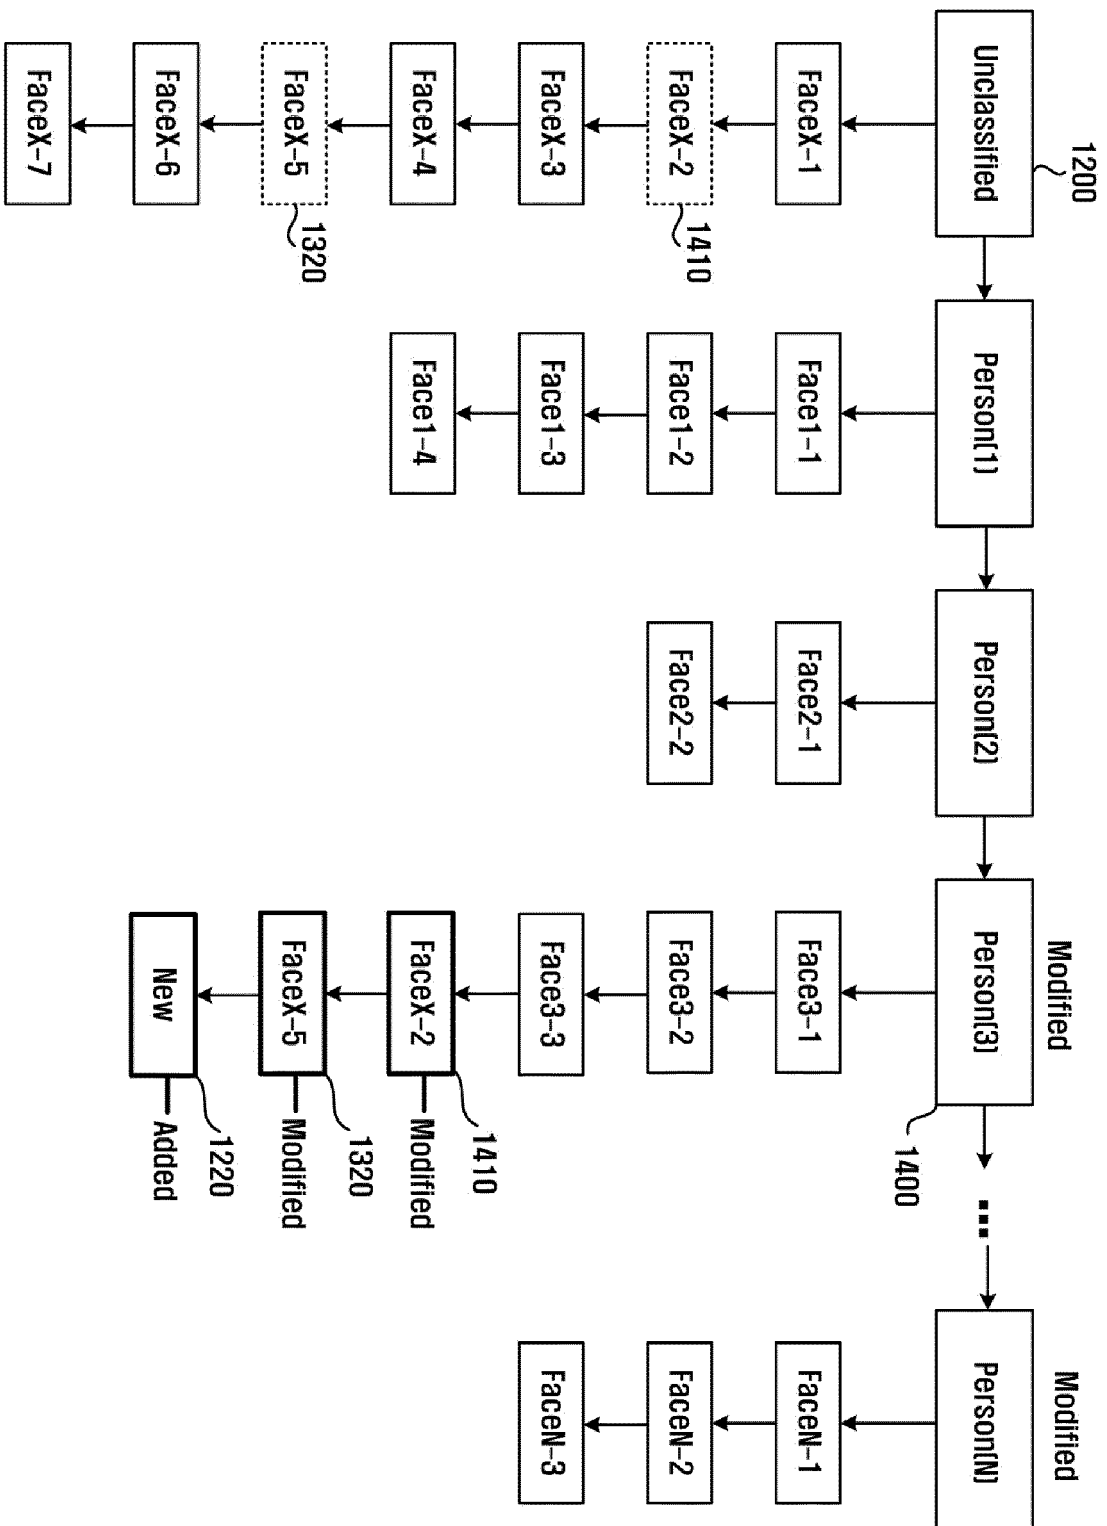 Modified
Modified
1200
Unclassified
Person(1)
Person(2)
Person(3)
...
Person(N)
1400
FaceX-1
Face1-1
Face2-1
Face3-1
FaceN-1
FaceX-2
1410
Face1-2
Face2-2
Face3-2
FaceN-2
FaceX-3
Face1-3
Face3-3
FaceN-3
FaceX-4
Face1-4
FaceX-2
1410
Modified
FaceX-5
1320
FaceX-5
1320
Modified
FaceX-6
New
1220
Added
FaceX-7